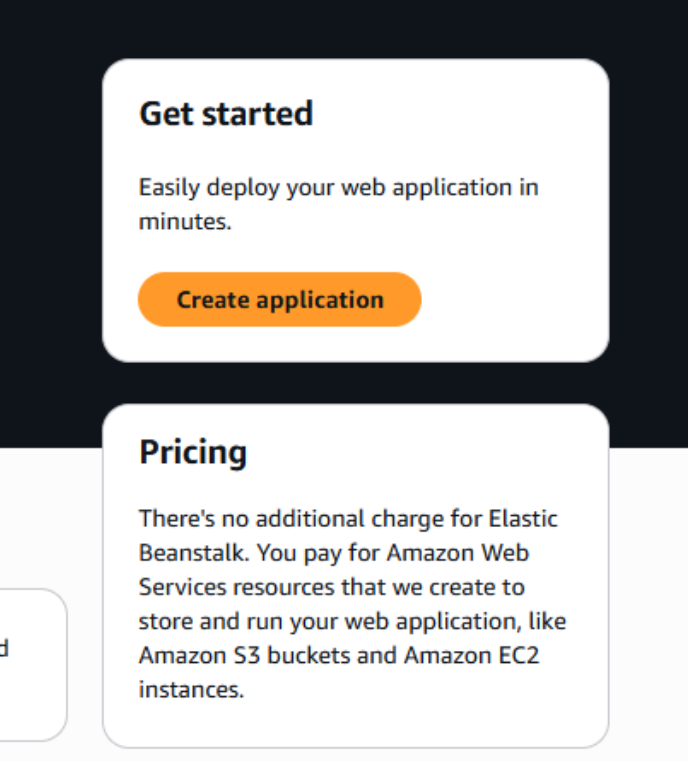 Get started
Easily deploy your web application in
minutes.
Create application
Pricing
There's no additional charge for Elastic
Beanstalk. You pay for Amazon Web
Services resources that we create to
store and run your web application, like
Amazon S3 buckets and Amazon EC2
instances.